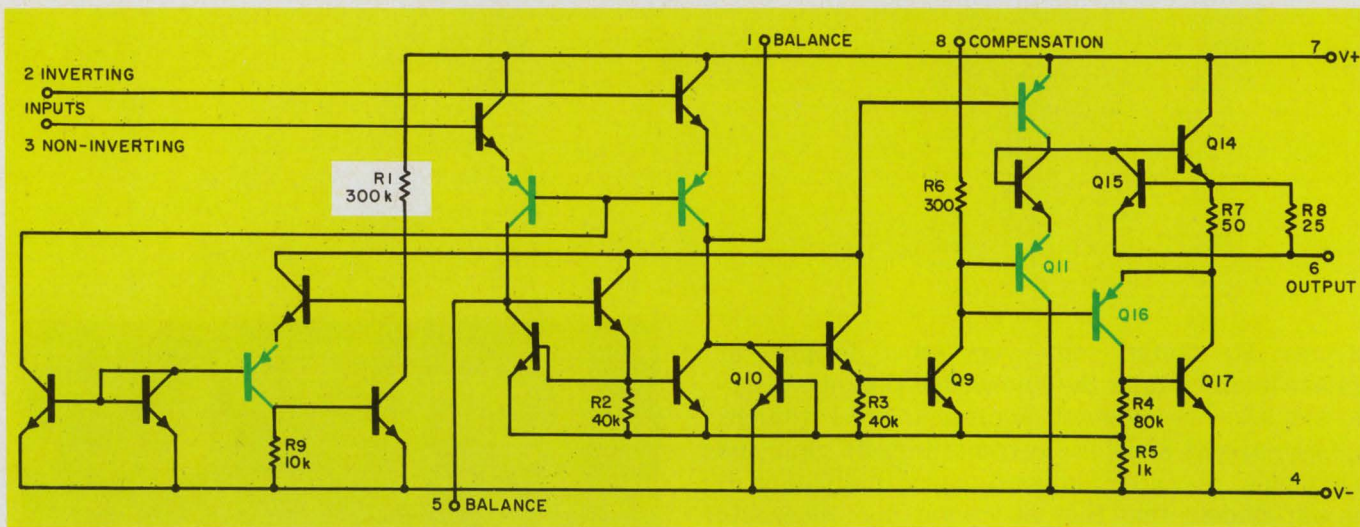 1 BALANCE
8 COMPENSATION
7
V+
2 INVERTING
INPUTS
3 NON-INVERTING
R1
300k
Q14
Q15
R6
300
R7
50
R8
25
Q11
6
OUTPUT
Q16
Q10
Q9
Q17
R2
40k
R3
40k
R4
80k
R9
10k
R5
1k
4
V-
5 BALANCE